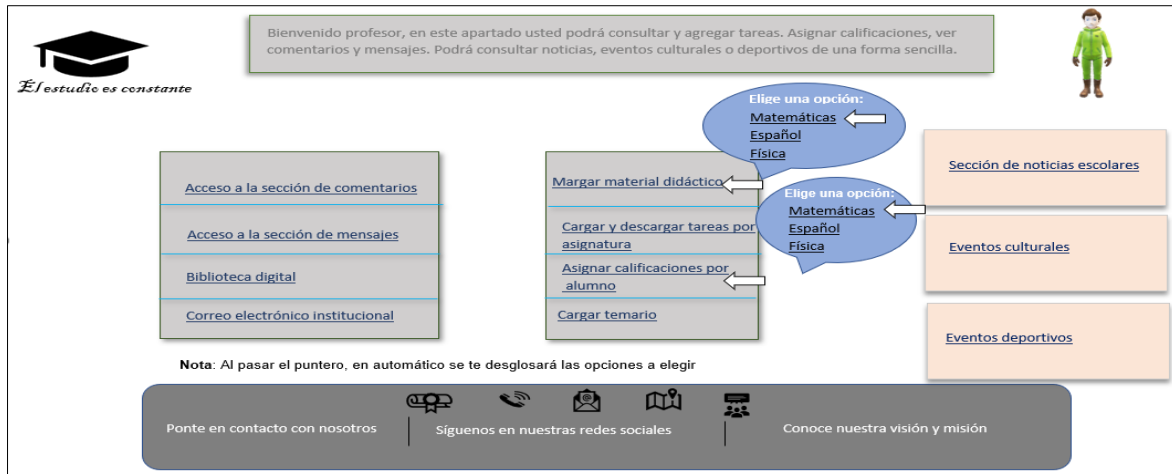 Bienvenido profesor, en este apartado usted podrá consultar y agregar tareas. Asignar calificaciones, ver
comentarios y mensajes. Podrá consultar noticias, eventos culturales o deportivos de una forma sencilla.
El estudio es constante
Elige una opción:
Matemáticas
Español
Física
Acceso a la sección de comentarios
Acceso a la sección de mensajes
Biblioteca digital
Correo electrónico institucional
Margar material didáctico
Cargar y descargar tareas por
asignatura
Asignar calificaciones por
alumno
Cargar temario
Elige una opción:
Matemáticas
Español
Física
Sección de noticias escolares
Eventos culturales
Eventos deportivos
Nota: Al pasar el puntero, en automático se te desglosará las opciones a elegir
Ponte en contacto con nosotros
Síguenos en nuestras redes sociales
Conoce nuestra visión y misión